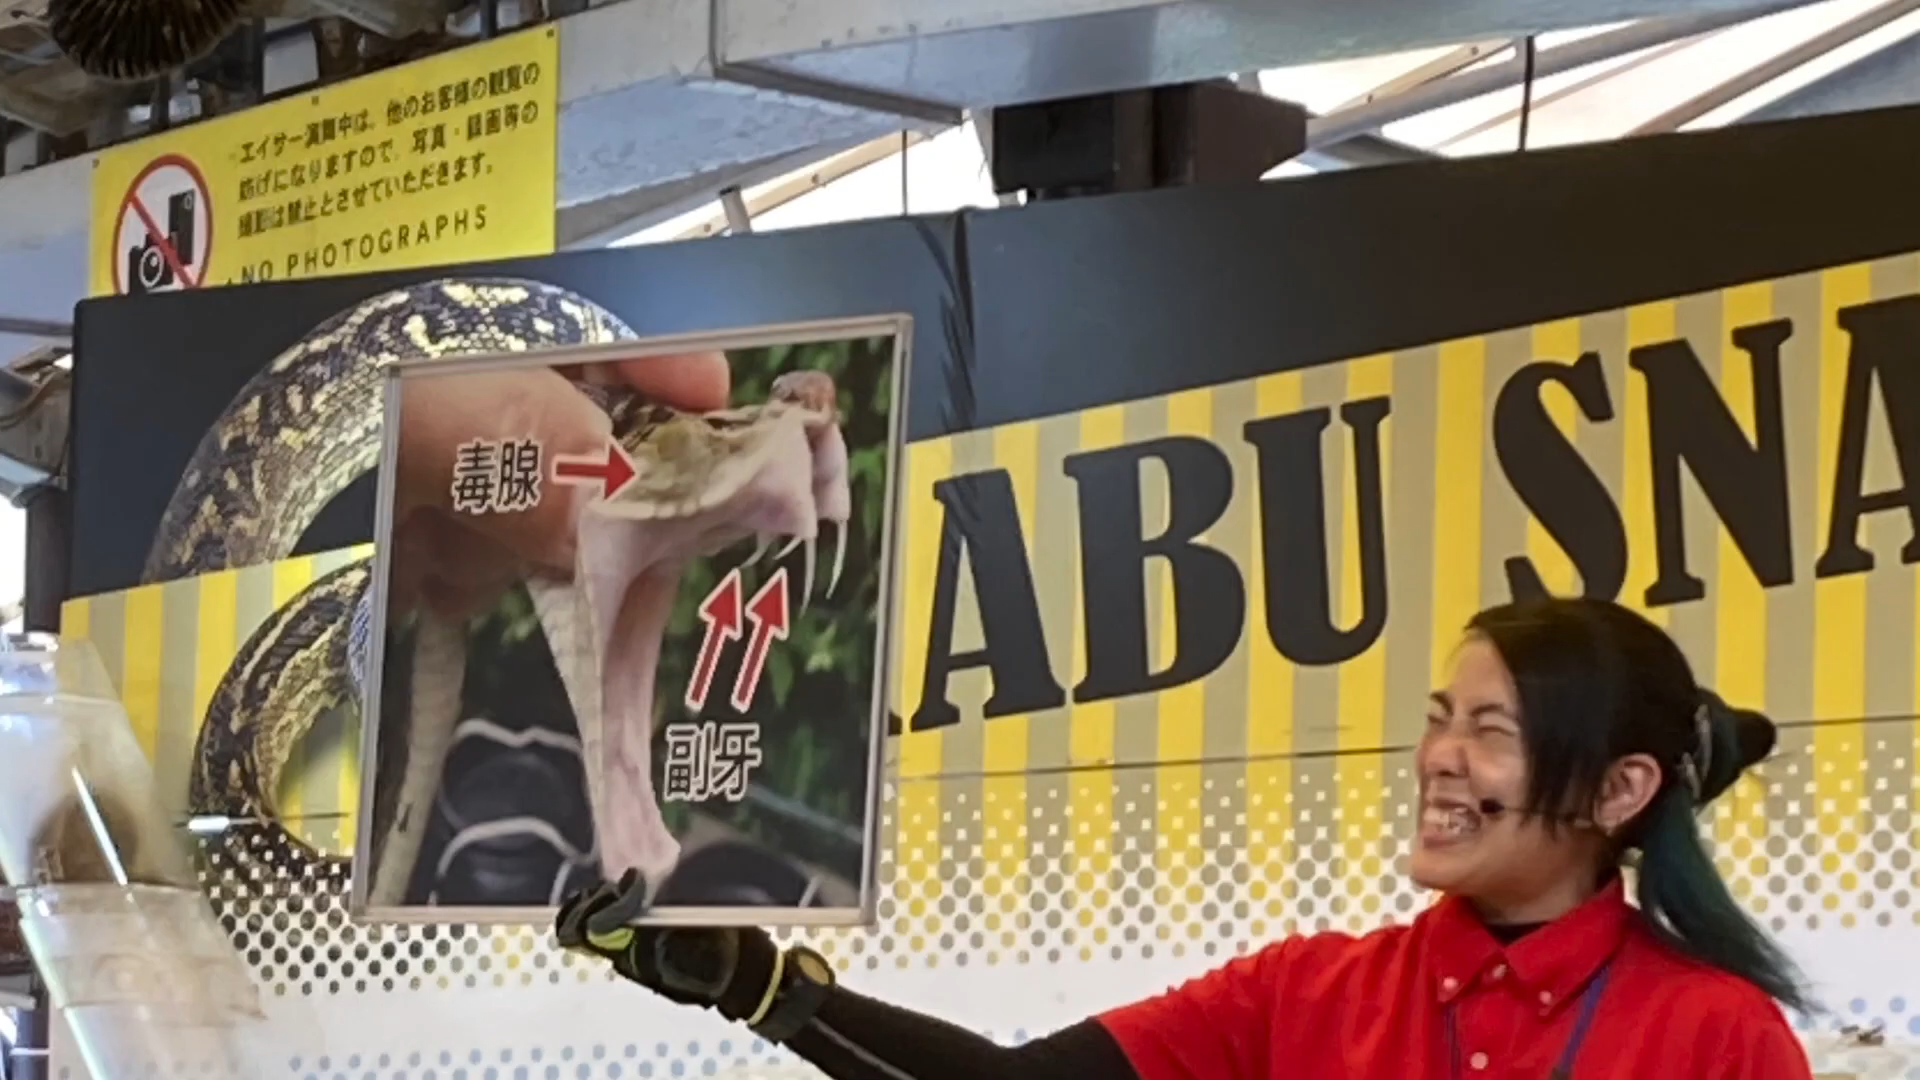 エイサー演舞中は、他のお客様の観覧の
妨げになりますので、写真・録画等の
撮影は禁止とさせていただきます。
NO PHOTOGRAPHS
毒腺
副牙
ABU SNA